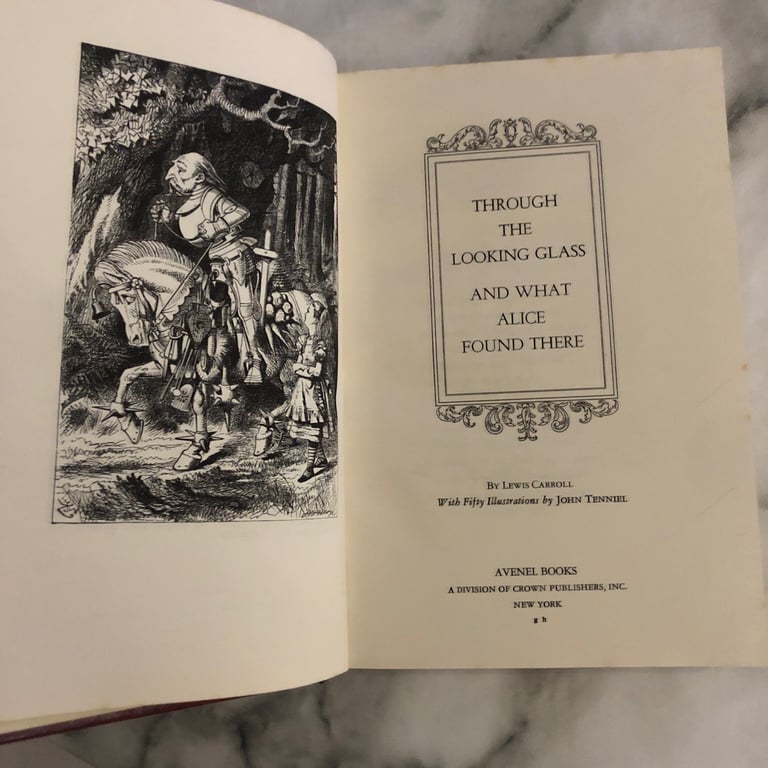 THROUGH
THE
LOOKING GLASS
AND WHAT
ALICE
FOUND THERE
BY LEWIS CARROLL
With Fifty Illustrations by JOHN TENNIEL
AVENEL BOOKS
A DIVISION OF CROWN PUBLISHERS, INC.
NEW YORK
g h